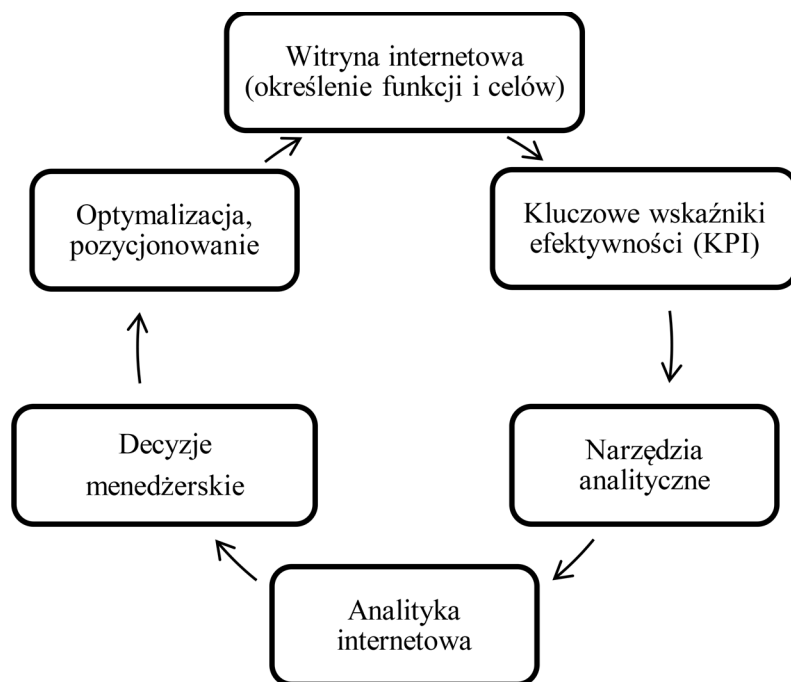 Witryna internetowa
(określenie funkcji i celów)
Kluczowe wskaźniki
efektywności (KPI)
Narzędzia
analityczne
Analityka
internetowa
Decyzje
menedżerskie
Optymalizacja,
pozycjonowanie